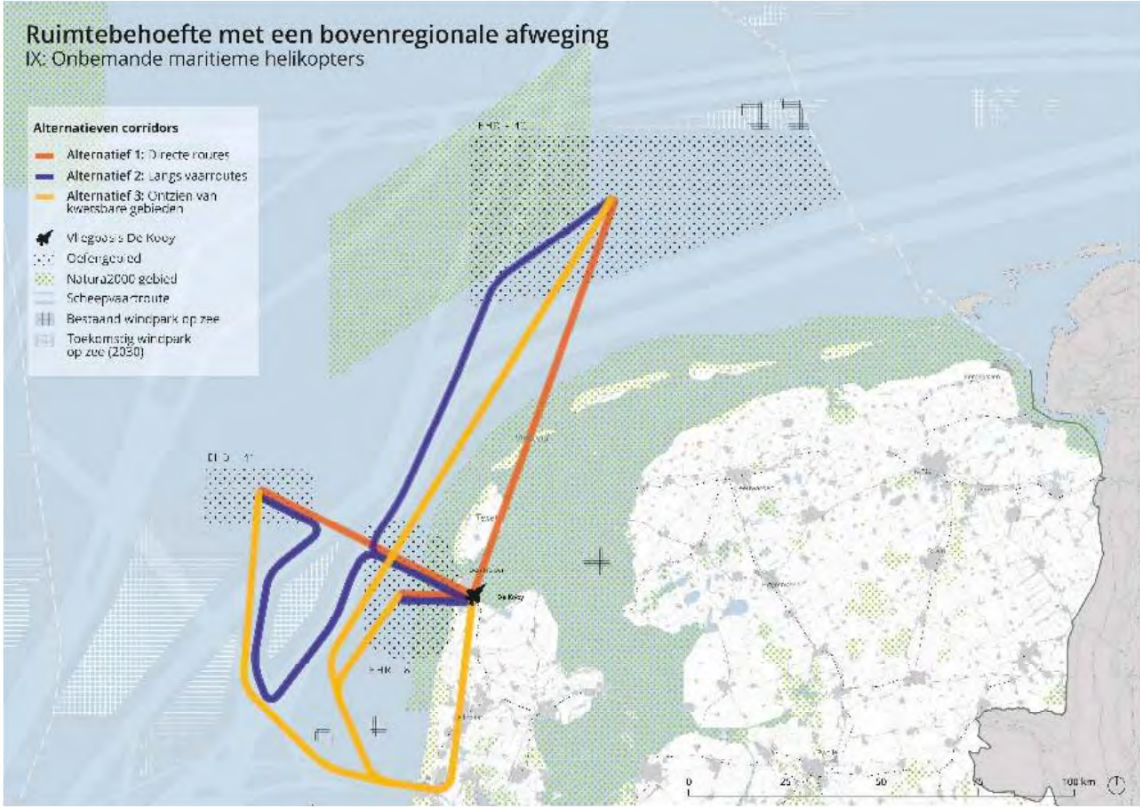 Ruimtebehoefte met een bovenregionale afweging
IX: Onbemande maritieme helikopters
Alternatieven corridors
Alternatief 1: Directe routes
Alternatief 2: Langs vaarroutes
Alternatief 3: Ontzien van
kwetsbare gebieden
Vliegbasis De Kooy
Oefengebied
Natura2000 gebied
Scheepvaartroute
Bestaand windpark op zee
Toekomstig windpark
op zee (2030)
Texel
De Kooy
0 25 50 75 100 km